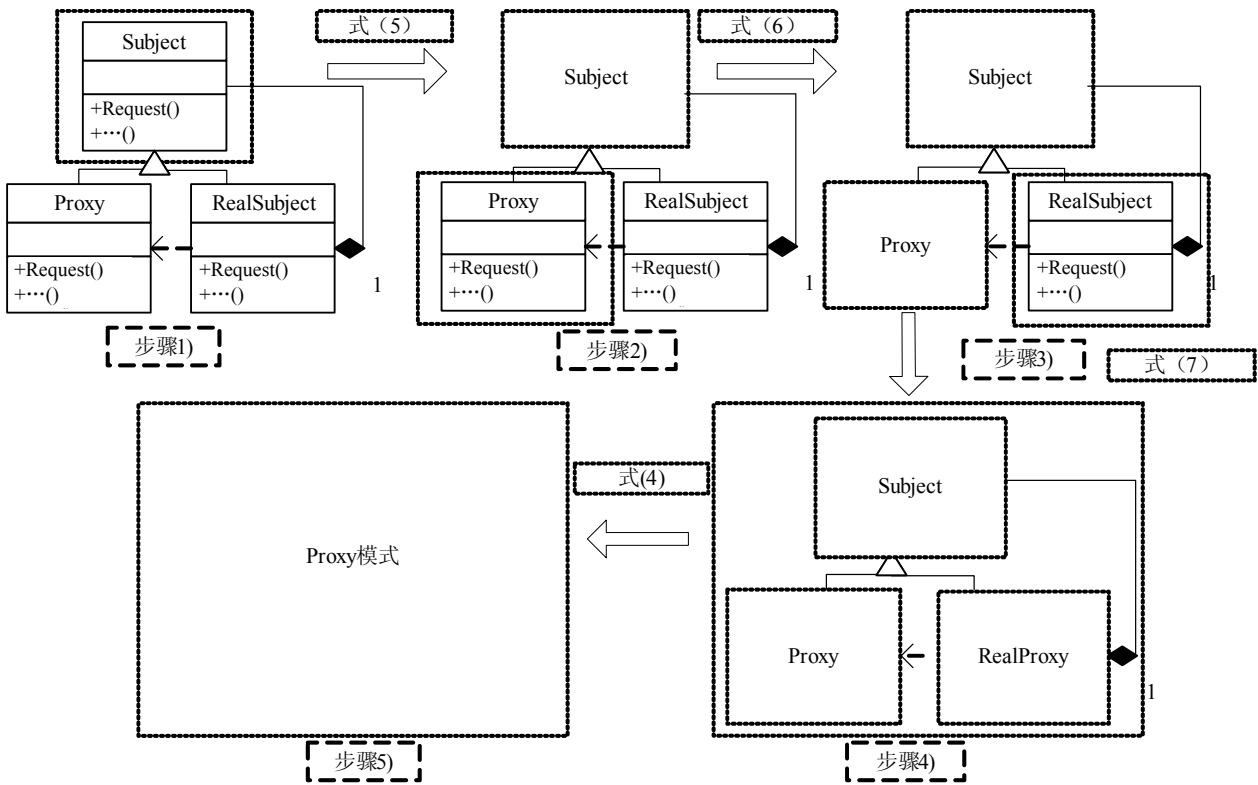 Subject
+Request()
+…()
Proxy
+Request()
+…()
RealSubject
+Request()
+…()
1
步骤1)
式（5）
Subject
Proxy
+Request()
+…()
RealSubject
+Request()
+…()
1
步骤2)
式（6）
Subject
Proxy
RealSubject
+Request()
+…()
1
步骤3)
式（7）
Subject
Proxy
RealProxy
1
步骤4)
式(4)
Proxy模式
步骤5)